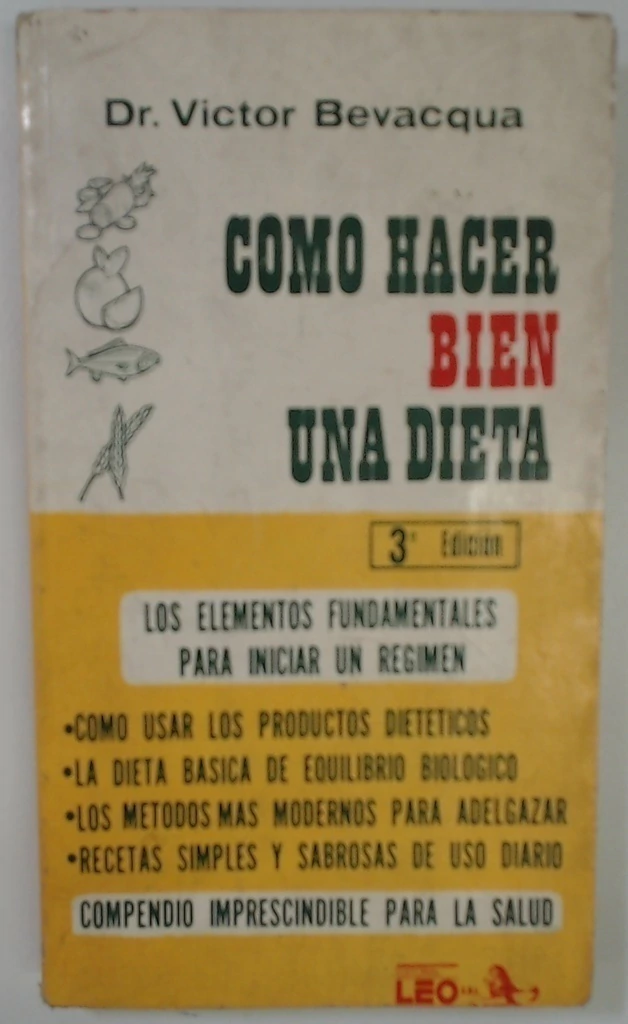 Dr. Victor Bevacqua
COMO HACER
BIEN
UNA DIETA
3ª Edición
LOS ELEMENTOS FUNDAMENTALES
PARA INICIAR UN REGIMEN
•COMO USAR LOS PRODUCTOS DIETETICOS
•LA DIETA BASICA DE EQUILIBRIO BIOLOGICO
•LOS METODOS MAS MODERNOS PARA ADELGAZAR
•RECETAS SIMPLES Y SABROSAS DE USO DIARIO
COMPENDIO IMPRESCINDIBLE PARA LA SALUD
LEO